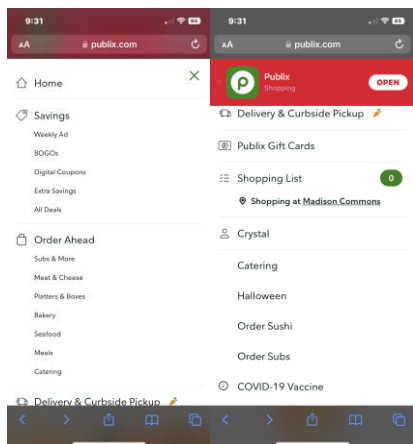 9:31
AA publix.com
Home
Savings
Weekly Ad
BOGOs
Digital Coupons
Extra Savings
All Deals
Order Ahead
Subs & More
Meat & Cheese
Platters & Boxes
Bakery
Seafood
Meals
Catering
Delivery & Curbside Pickup
9:31
AA publix.com
Publix
Shopping
OPEN
Delivery & Curbside Pickup
Publix Gift Cards
Shopping List 0
Shopping at Madison Commons
Crystal
Catering
Halloween
Order Sushi
Order Subs
COVID-19 Vaccine